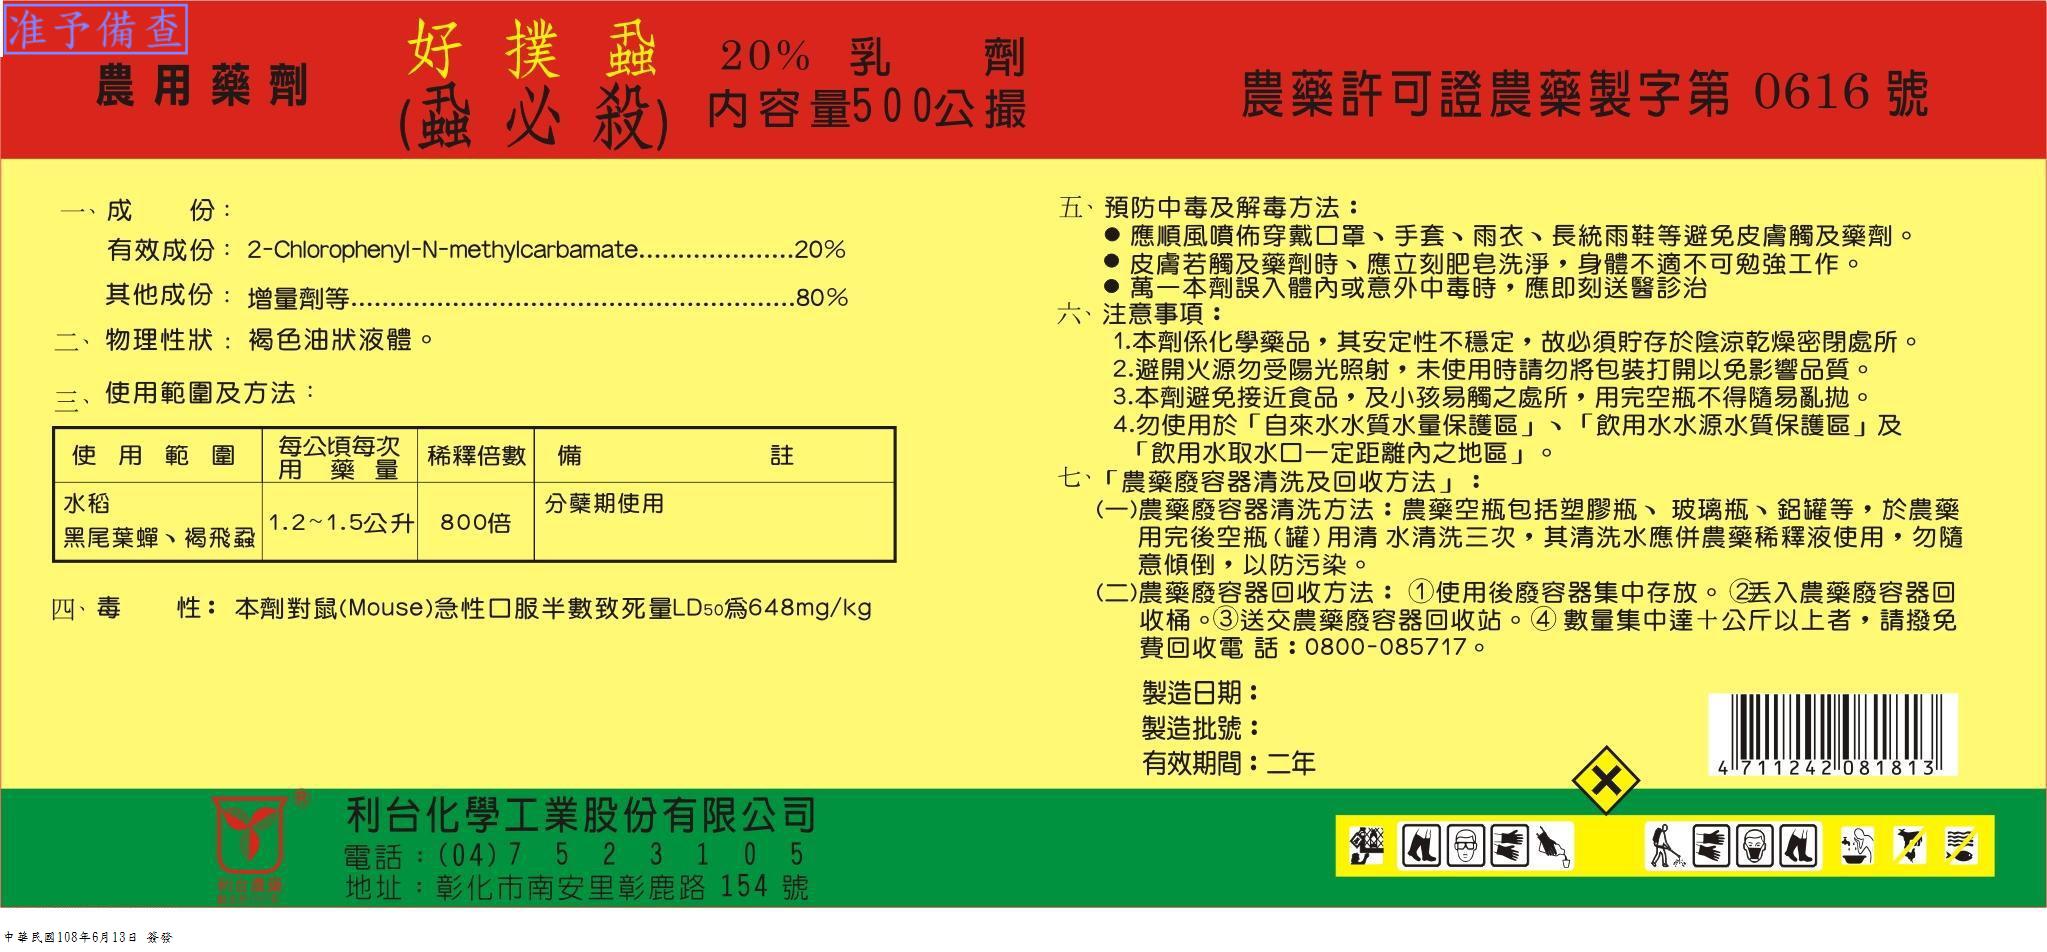 准予備查
農用藥劑
好撲蝨
(蝨必殺)
20% 乳 劑
內容量500公撮
農藥許可證農藥製字第 0616 號
一、成 份：
有效成份：2-Chlorophenyl-N-methylcarbamate.....................20%
其他成份：增量劑等............................................................80%
二、物理性狀：褐色油狀液體。
三、使用範圍及方法：
使用範圍 每公頃每次用藥量 稀釋倍數 備 註
水稻
黑尾葉蟬、褐飛蝨 1.2~1.5公升 800倍 分蘗期使用
四、毒 性：本劑對鼠(Mouse)急性口服半數致死量LD50為648mg/kg
五、預防中毒及解毒方法：
●應順風噴佈穿戴口罩、手套、雨衣、長統雨鞋等避免皮膚觸及藥劑。
●皮膚若觸及藥劑時、應立刻肥皂洗淨，身體不適不可勉強工作。
●萬一本劑誤入體內或意外中毒時，應即刻送醫診治
六、注意事項：
1.本劑係化學藥品，其安定性不穩定，故必須貯存於陰涼乾燥密閉處所。
2.避開火源勿受陽光照射，未使用時請勿將包裝打開以免影響品質。
3.本劑避免接近食品，及小孩易觸之處所，用完空瓶不得隨易亂拋。
4.勿使用於「自來水水質水量保護區」、「飲用水水源水質保護區」及
「飲用水取水口一定距離內之地區」。
七、「農藥廢容器清洗及回收方法」：
(一)農藥廢容器清洗方法：農藥空瓶包括塑膠瓶、玻璃瓶、鋁罐等，於農藥
用完後空瓶(罐)用清 水清洗三次，其清洗水應併農藥稀釋液使用，勿隨
意傾倒，以防污染。
(二)農藥廢容器回收方法：①使用後廢容器集中存放。②丟入農藥廢容器回
收桶。③送交農藥廢容器回收站。④ 數量集中達十公斤以上者，請撥免
費回收電 話：0800-085717。
製造日期：
製造批號：
有效期間：二年
4 711242 081813
利台化學工業股份有限公司
電話：(04)7 5 2 3 1 0 5
地址：彰化市南安里彰鹿路 154 號
中華民國108年6月13日 簽發